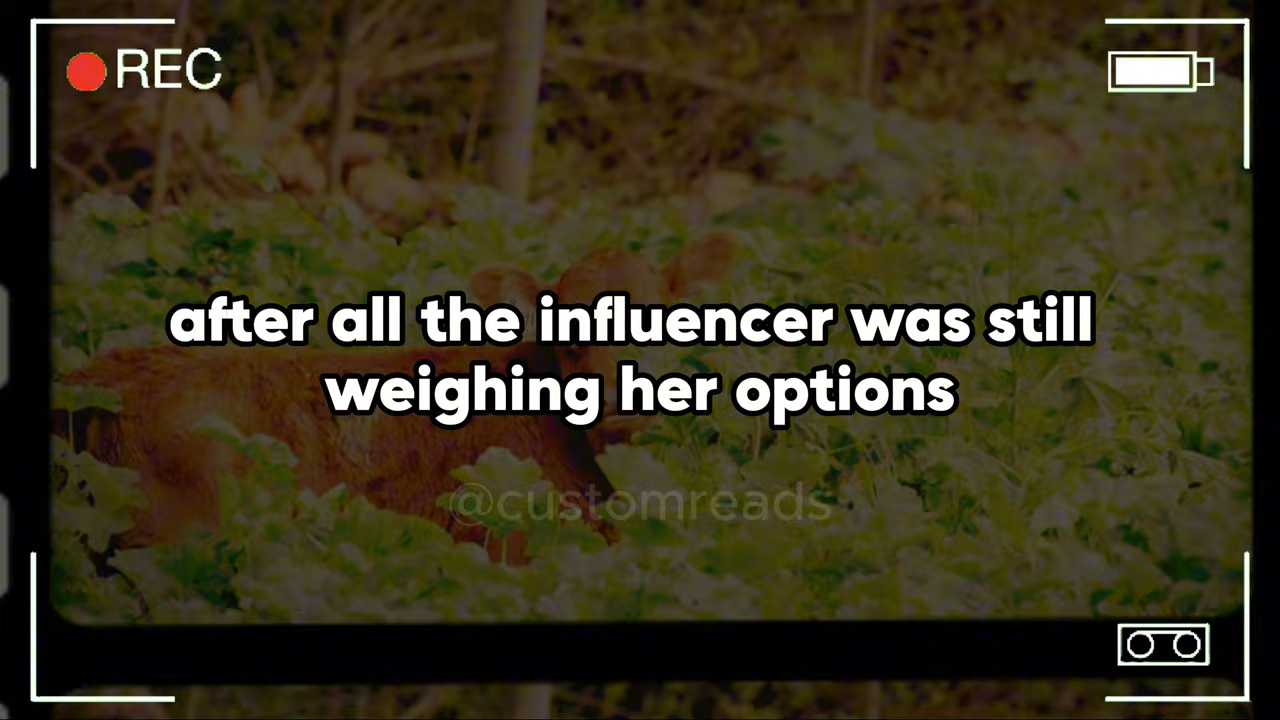 REC
after all the influencer was still
weighing her options
@customreads